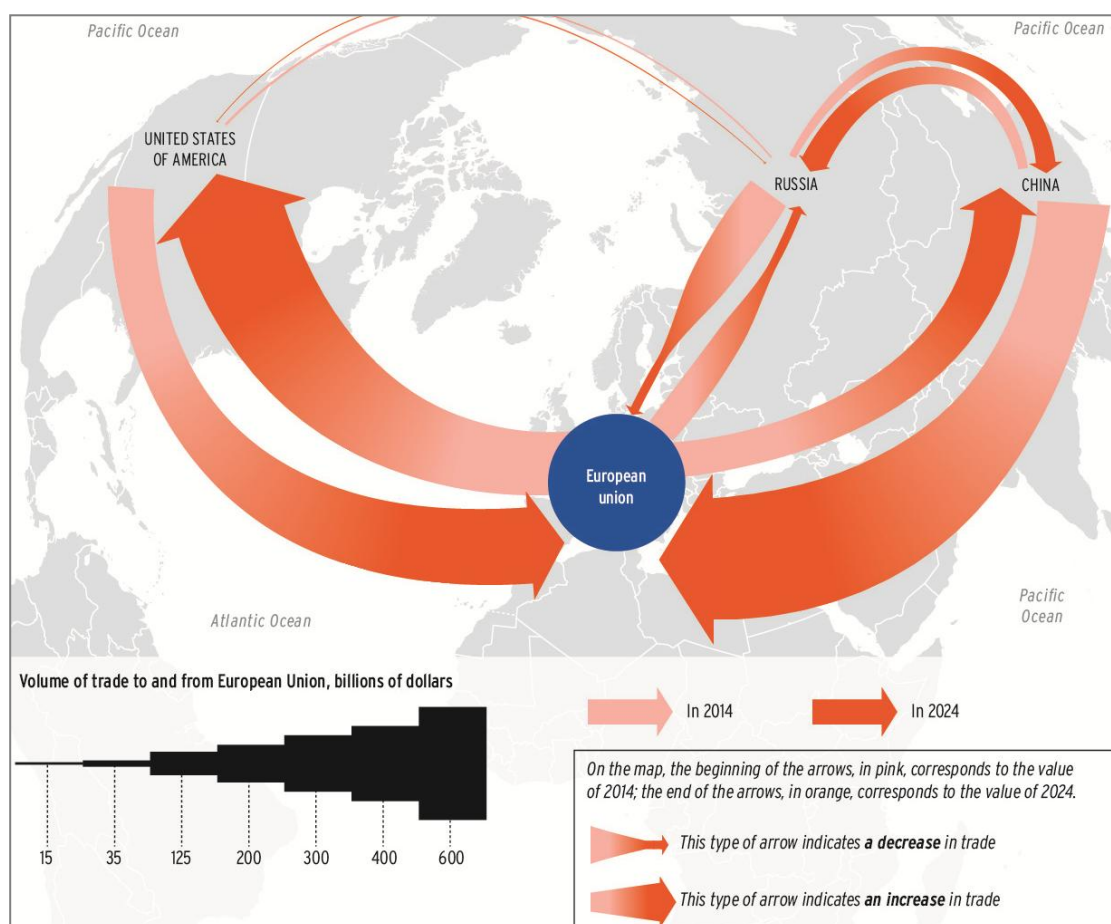 Pacific Ocean
Pacific Ocean
UNITED STATES
OF AMERICA
RUSSIA
CHINA
European
union
Atlantic Ocean
Pacific
Ocean
Volume of trade to and from European Union, billions of dollars
15
35
125
200
300
400
600
In 2014
In 2024
On the map, the beginning of the arrows, in pink, corresponds to the value
of 2014; the end of the arrows, in orange, corresponds to the value of 2024.
This type of arrow indicates a decrease in trade
This type of arrow indicates an increase in trade